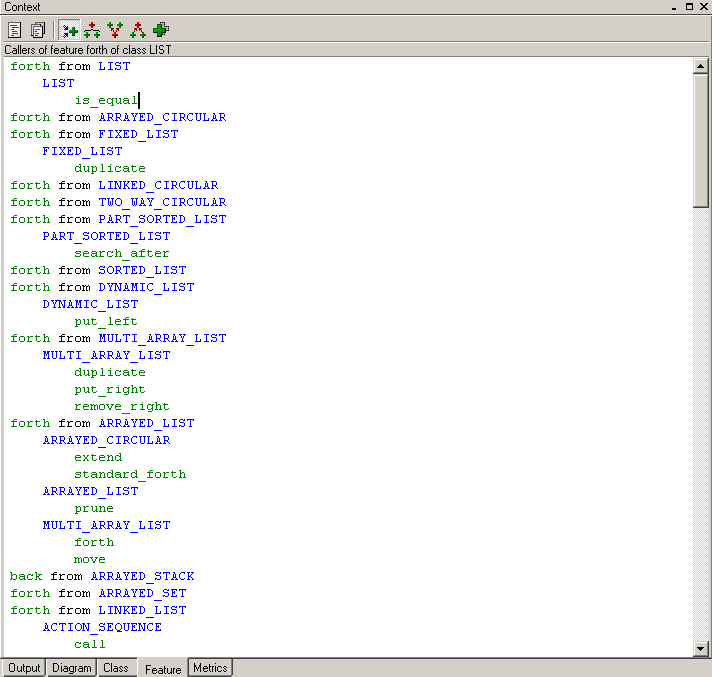 Context
Callers of feature forth of class LIST
forth from LIST
LIST
is_equal
forth from ARRAYED_CIRCULAR
forth from FIXED_LIST
FIXED_LIST
duplicate
forth from LINKED_CIRCULAR
forth from TWO_WAY_CIRCULAR
forth from PART_SORTED_LIST
PART_SORTED_LIST
search_after
forth from SORTED_LIST
forth from DYNAMIC_LIST
DYNAMIC_LIST
put_left
forth from MULTI_ARRAY_LIST
MULTI_ARRAY_LIST
duplicate
put_right
remove_right
forth from ARRAYED_LIST
ARRAYED_CIRCULAR
extend
standard_forth
ARRAYED_LIST
prune
MULTI_ARRAY_LIST
forth
move
back from ARRAYED_STACK
forth from ARRAYED_SET
forth from LINKED_LIST
ACTION_SEQUENCE
call
Output Diagram Class Feature Metrics